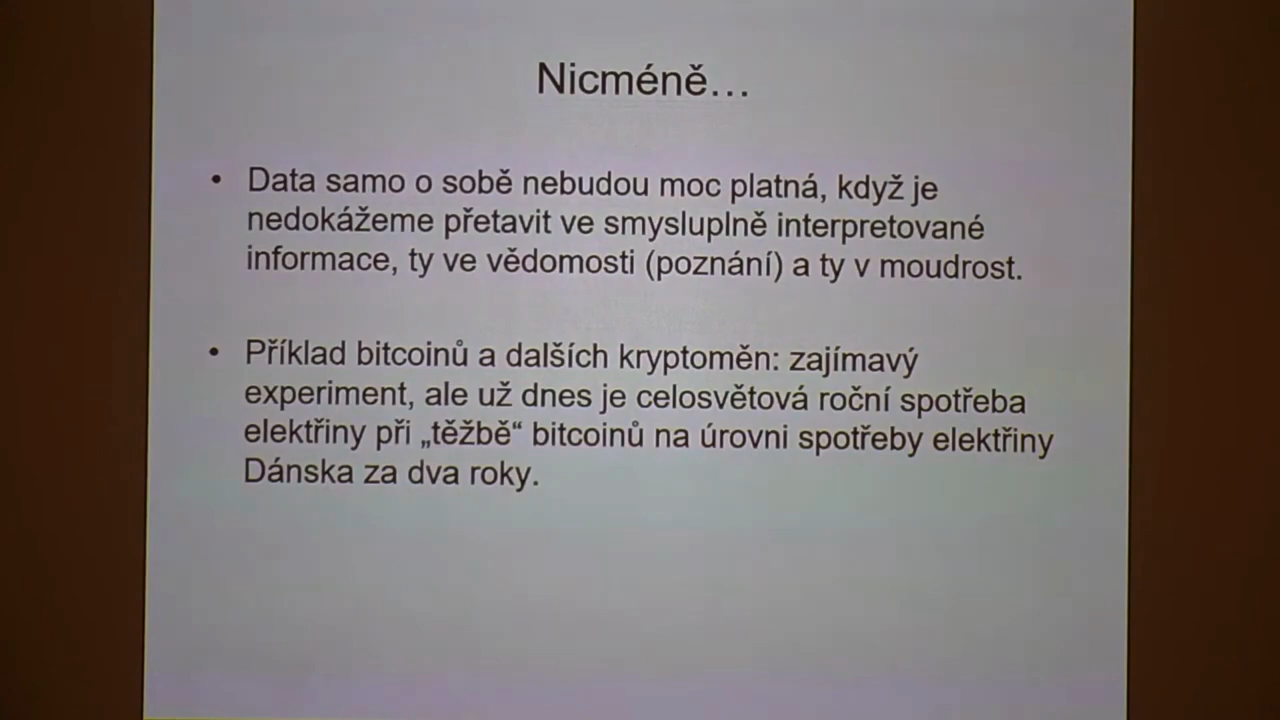 Nicméně…
• Data samo o sobě nebudou moc platná, když je
nedokážeme přetavit ve smysluplně interpretované
informace, ty ve vědomosti (poznání) a ty v moudrost.
• Příklad bitcoinů a dalších kryptoměn: zajímavý
experiment, ale už dnes je celosvětová roční spotřeba
elektřiny při „těžbě“ bitcoinů na úrovni spotřeby elektřiny
Dánska za dva roky.